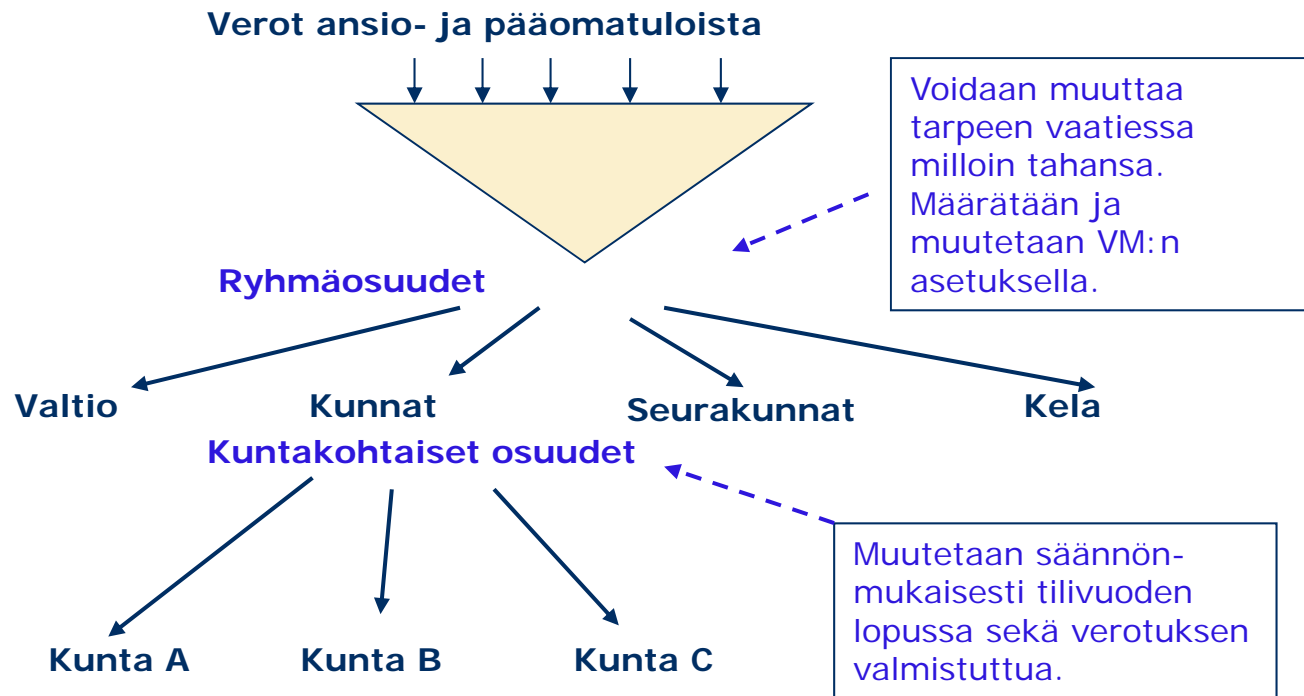 Verot ansio- ja pääomatuloista
Voidaan muuttaa
tarpeen vaatiessa
milloin tahansa.
Määrätään ja
muutetaan VM:n
asetuksella.
Ryhmäosuudet
Valtio
Kunnat
Seurakunnat
Kela
Kuntakohtaiset osuudet
Muutetaan säännön-
mukaisesti tilivuoden
lopussa sekä verotuksen
valmistuttua.
Kunta A
Kunta B
Kunta C